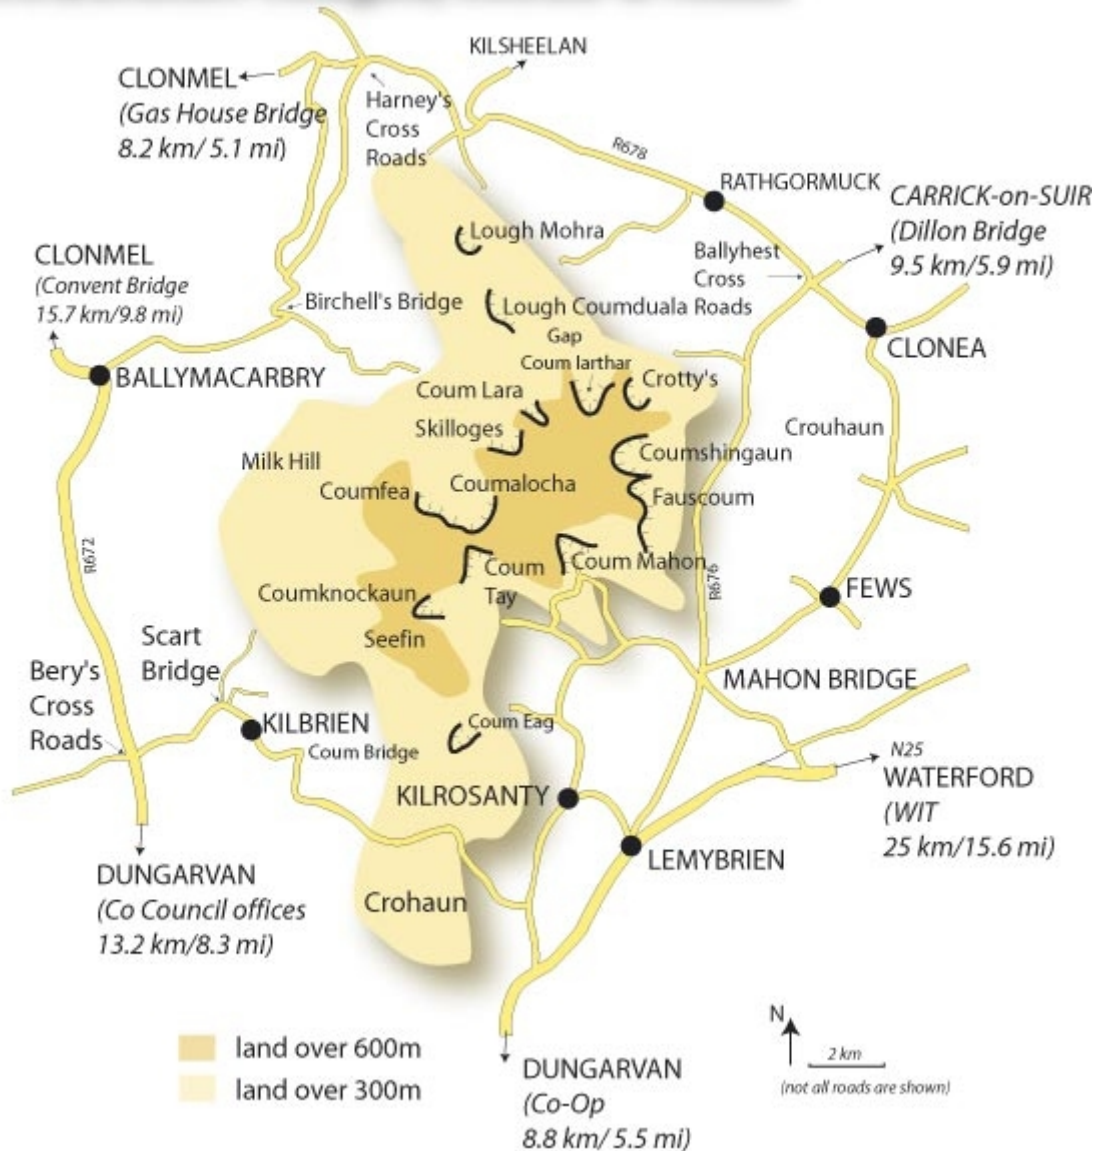 KILSHEELAN
CLONMEL
(Gas House Bridge
8.2 km/ 5.1 mi)
Harney's
Cross
Roads
R678
RATHGORMUCK
CARRICK-on-SUIR
(Dillon Bridge
9.5 km/5.9 mi)
Lough Mohra
Ballyhest
Cross
CLONMEL
(Convent Bridge
15.7 km/9.8 mi)
Birchell's Bridge
Lough Coumduala Roads
Gap
CLONEA
Coum Iarthar
BALLYMACARBRY
Coum Lara
Crotty's
Skilloges
Crouhaun
Milk Hill
Coumshingaun
Coumfea
Coumalocha
Fauscoum
R672
Coum
Tay
Coum Mahon
R676
Coumknockaun
FEWS
Seefin
Scart
Bridge
Bery's
Cross
Roads
MAHON BRIDGE
KILBRIEN
Coum Eag
Coum Bridge
N25
WATERFORD
(WIT
25 km/15.6 mi)
KILROSANTY
LEMYBRIEN
DUNGARVAN
(Co Council offices
13.2 km/8.3 mi)
Crohaun
N
2 km
(not all roads are shown)
land over 600m
land over 300m
DUNGARVAN
(Co-Op
8.8 km/ 5.5 mi)